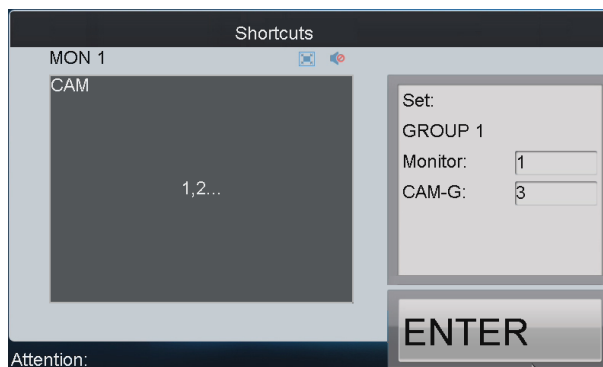 Shortcuts
MON 1
CAM
1,2...
Set:
GROUP 1
Monitor: 1
CAM-G: 3
ENTER
Attention: